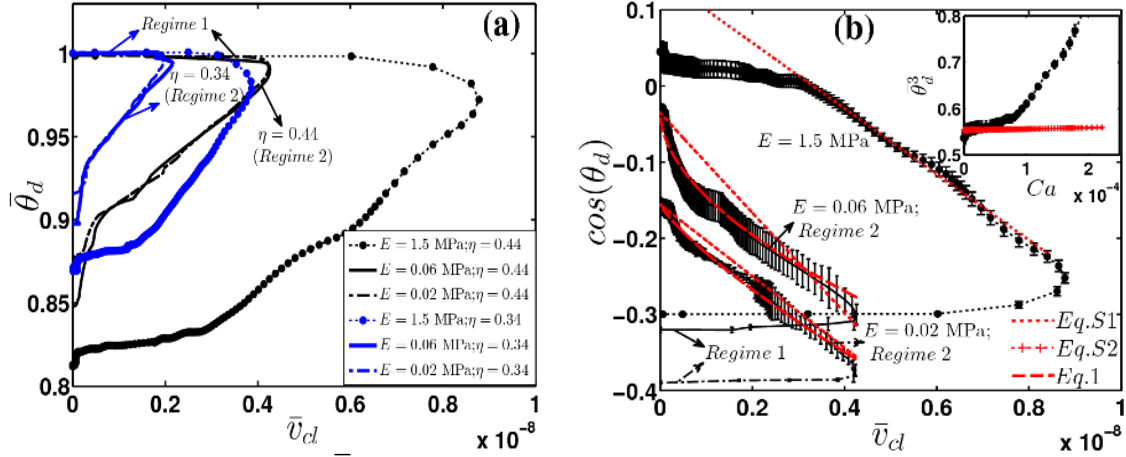 (a)
Regime 1
η = 0.34
(Regime 2)
η = 0.44
(Regime 2)
θ̄_d
1
0.95
0.9
0.85
0.8
E = 1.5 MPa;η = 0.44
E = 0.06 MPa;η = 0.44
E = 0.02 MPa;η = 0.44
E = 1.5 MPa;η = 0.34
E = 0.06 MPa;η = 0.34
E = 0.02 MPa;η = 0.34
0 0.2 0.4 0.6 0.8 1
v̄_cl
x 10⁻⁸
(b)
cos(θ_d)
0.1
0
-0.1
-0.2
-0.3
-0.4
E = 1.5 MPa
E = 0.06 MPa;
Regime 2
E = 0.02 MPa;
Regime 2
Regime 1
Eq.S1
Eq.S2
Eq.1
0 0.2 0.4 0.6 0.8 1
v̄_cl
x 10⁻⁸
θ̄_d³
0.8
0.7
0.6
0.5
0 1 2
Ca
x 10⁻⁴